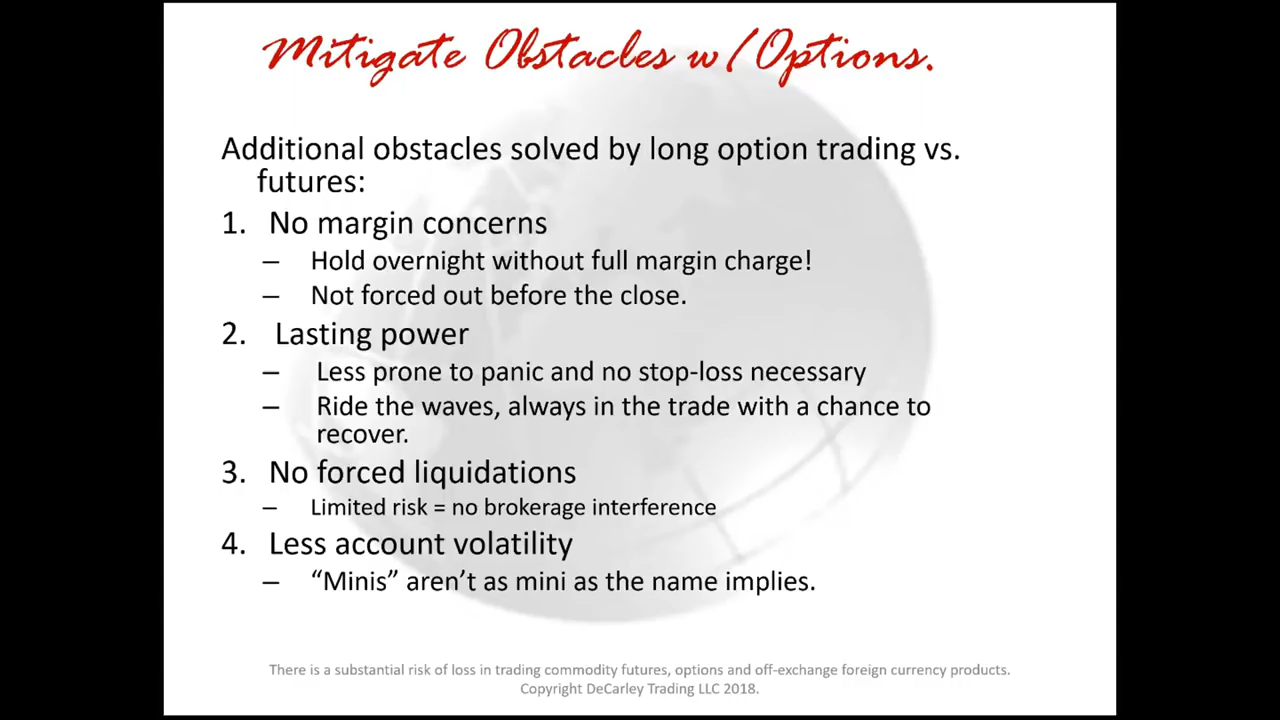 Mitigate Obstacles w/Options.
Additional obstacles solved by long option trading vs.
futures:
1. No margin concerns
– Hold overnight without full margin charge!
– Not forced out before the close.
2. Lasting power
– Less prone to panic and no stop-loss necessary
– Ride the waves, always in the trade with a chance to
recover.
3. No forced liquidations
– Limited risk = no brokerage interference
4. Less account volatility
– “Minis” aren’t as mini as the name implies.
There is a substantial risk of loss in trading commodity futures, options and off-exchange foreign currency products.
Copyright DeCarley Trading LLC 2018.